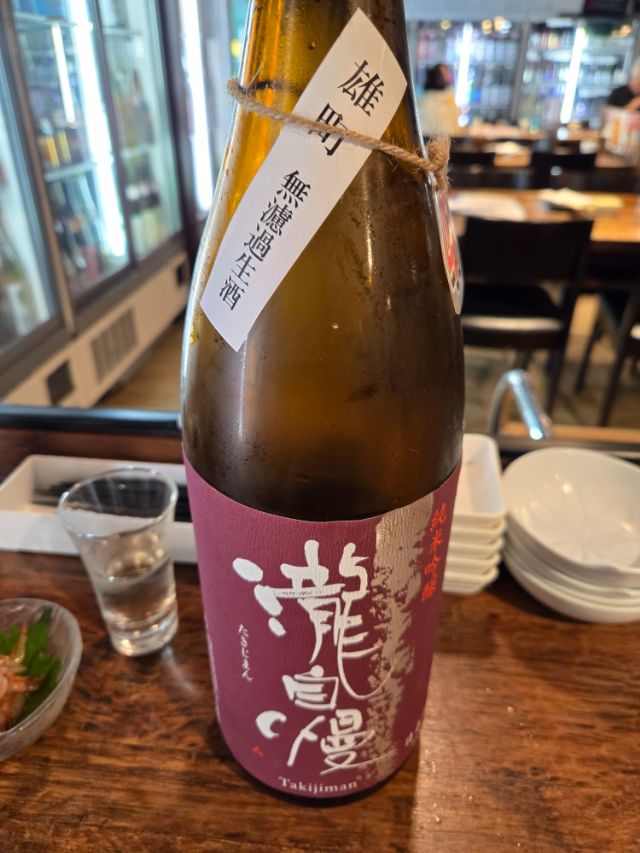 雄町 無濾過生酒
純米吟醸
瀧自慢
たきじまん
Takijiman